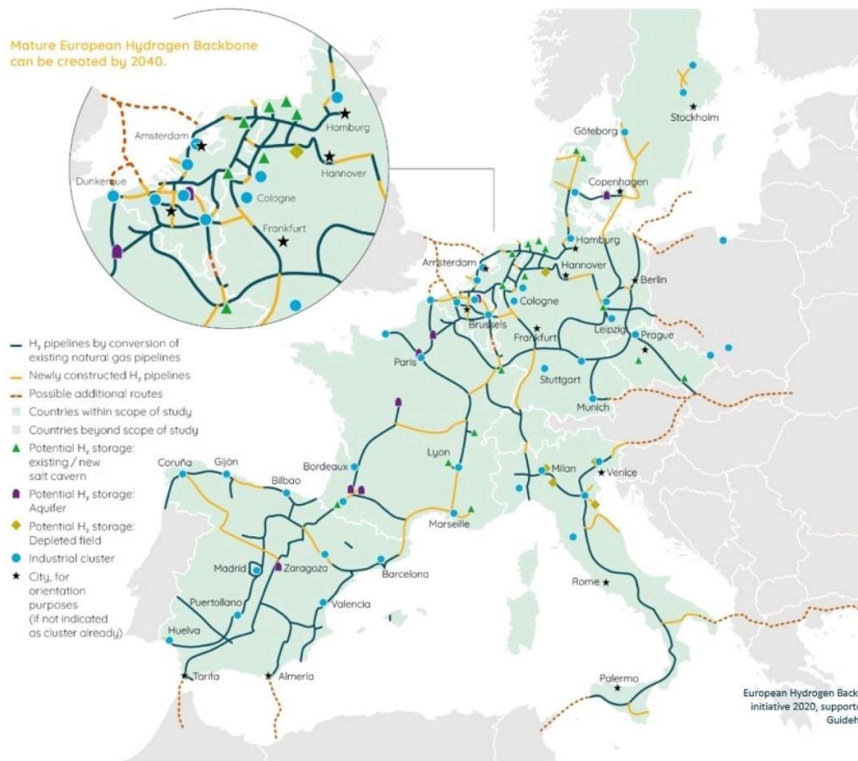 Mature European Hydrogen Backbone
can be created by 2040.
Amsterdam
Hamburg
Hannover
Dunkerque
Cologne
Frankfurt
H₂ pipelines by conversion of
existing natural gas pipelines
Newly constructed H₂ pipelines
Possible additional routes
Countries within scope of study
Countries beyond scope of study
Potential H₂ storage:
existing / new
salt cavern
Potential H₂ storage:
Aquifer
Potential H₂ storage:
Depleted field
Industrial cluster
City, for
orientation
purposes
(if not indicated
as cluster already)
Stockholm
Göteborg
Copenhagen
Hamburg
Amsterdam
Hannover
Berlin
Cologne
Brussels
Leipzig
Frankfurt
Prague
Paris
Stuttgart
Munich
Lyon
Milan
Venice
Bordeaux
Coruña
Gijón
Bilbao
Marseille
Madrid
Zaragoza
Barcelona
Rome
Puertollano
Valencia
Huelva
Tarifa
Almería
Palermo
European Hydrogen Back
initiative 2020, supporte
Guideh